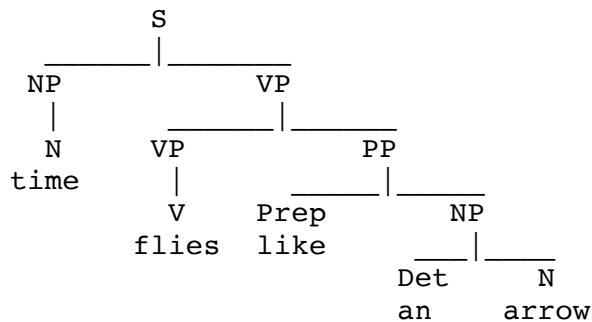 S
NP VP
N VP PP
time
V Prep NP
flies like
Det N
an arrow